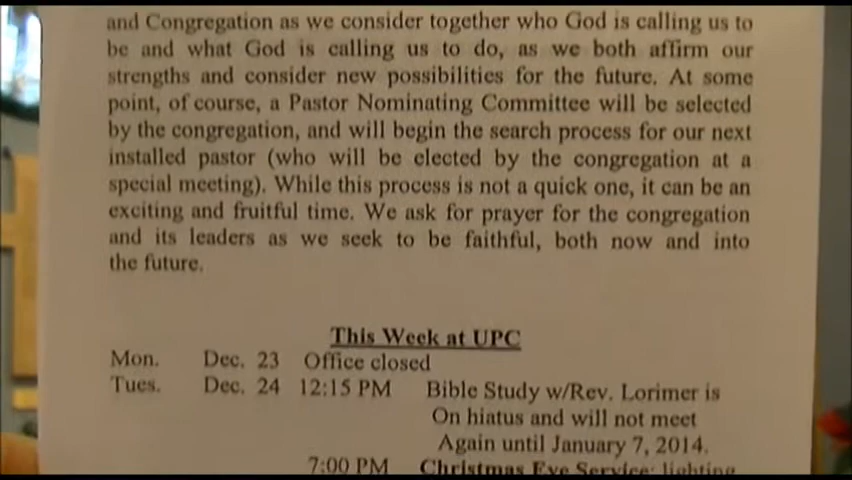 and Congregation as we consider together who God is calling us to
be and what God is calling us to do, as we both affirm our
strengths and consider new possibilities for the future. At some
point, of course, a Pastor Nominating Committee will be selected
by the congregation, and will begin the search process for our next
installed pastor (who will be elected by the congregation at a
special meeting). While this process is not a quick one, it can be an
exciting and fruitful time. We ask for prayer for the congregation
and its leaders as we seek to be faithful, both now and into
the future.
This Week at UPC
Mon. Dec. 23 Office closed
Tues. Dec. 24 12:15 PM Bible Study w/Rev. Lorimer is
On hiatus and will not meet
Again until January 7, 2014.
7:00 PM Christmas Eve Service: lighting